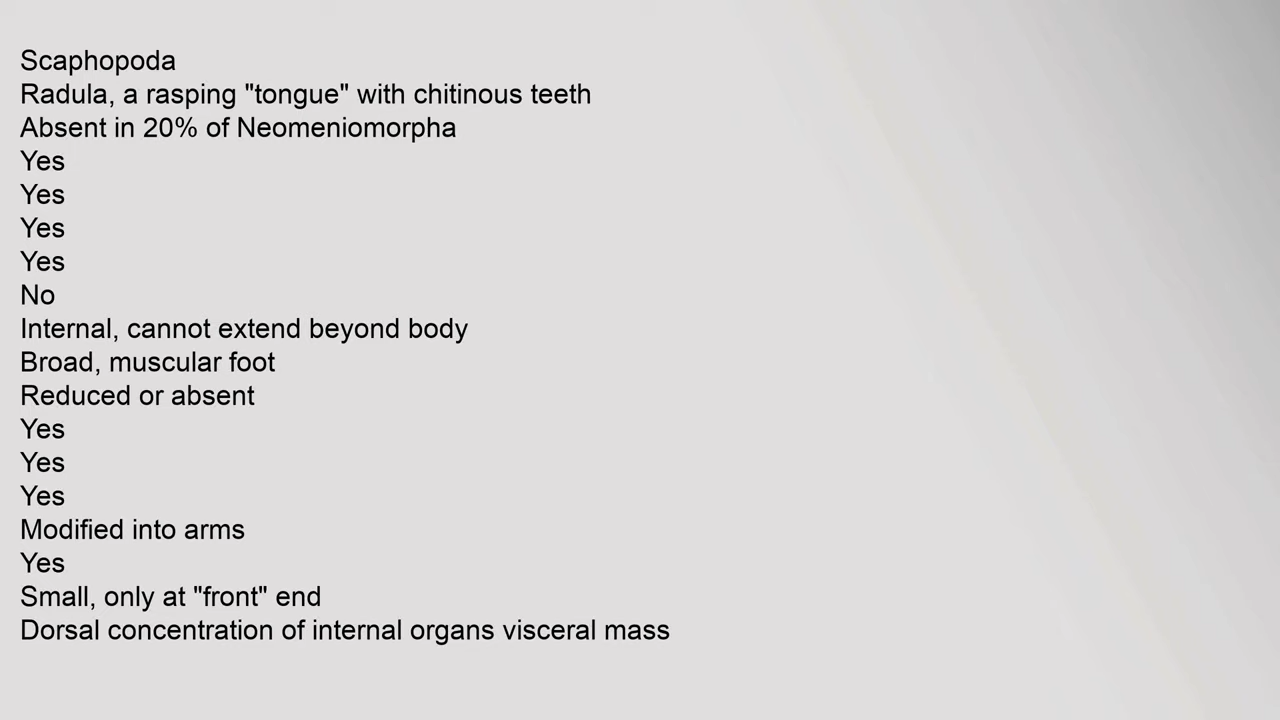 Scaphopoda
Radula, a rasping "tongue" with chitinous teeth
Absent in 20% of Neomeniomorpha
Yes
Yes
Yes
Yes
No
Internal, cannot extend beyond body
Broad, muscular foot
Reduced or absent
Yes
Yes
Yes
Modified into arms
Yes
Small, only at "front" end
Dorsal concentration of internal organs visceral mass